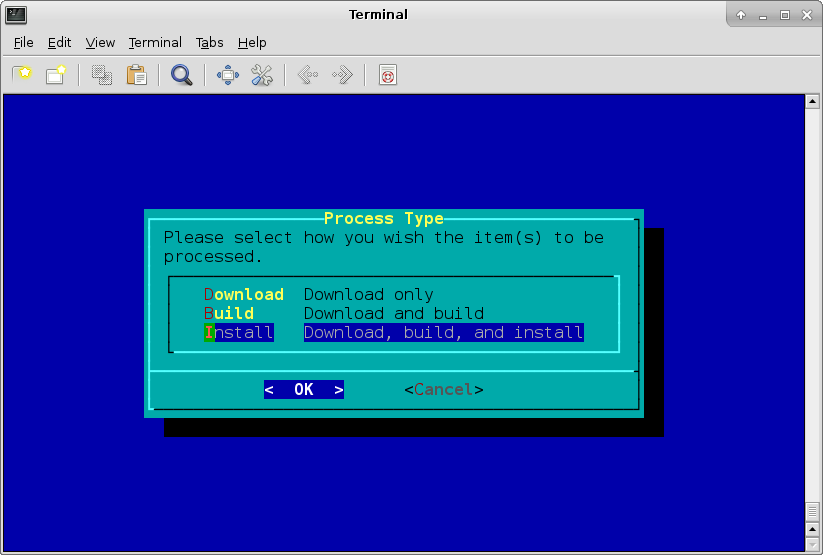 Terminal
File Edit View Terminal Tabs Help
Process Type
Please select how you wish the item(s) to be
processed.
Download Download only
Build Download and build
Install Download, build, and install
< OK > <Cancel>